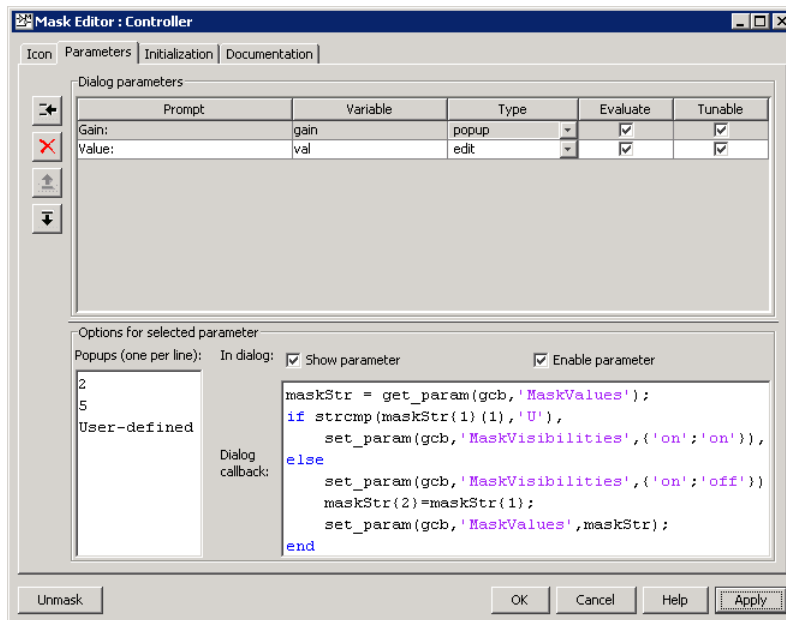 Mask Editor : Controller
Icon Parameters Initialization Documentation
Dialog parameters
Prompt Variable Type Evaluate Tunable
Gain: gain popup
Value: val edit
Options for selected parameter
Popups (one per line): In dialog: Show parameter Enable parameter
2
5
User-defined
Dialog
callback:
maskStr = get_param(gcb,'MaskValues');
if strcmp(maskStr{1}(1),'U'),
set_param(gcb,'MaskVisibilities',{'on';'on'}),
else
set_param(gcb,'MaskVisibilities',{'on';'off'})
maskStr{2}=maskStr{1};
set_param(gcb,'MaskValues',maskStr);
end
Unmask OK Cancel Help Apply